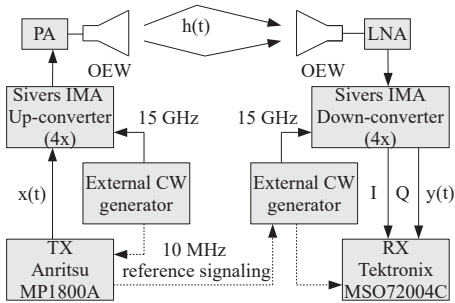 PA
h(t)
LNA
OEW
OEW
Sivers IMA
Up-converter
(4x)
15 GHz
15 GHz
Sivers IMA
Down-converter
(4x)
x(t)
External CW
generator
External CW
generator
I
Q
y(t)
TX
Anritsu
MP1800A
10 MHz
reference signaling
RX
Tektronix
MSO72004C